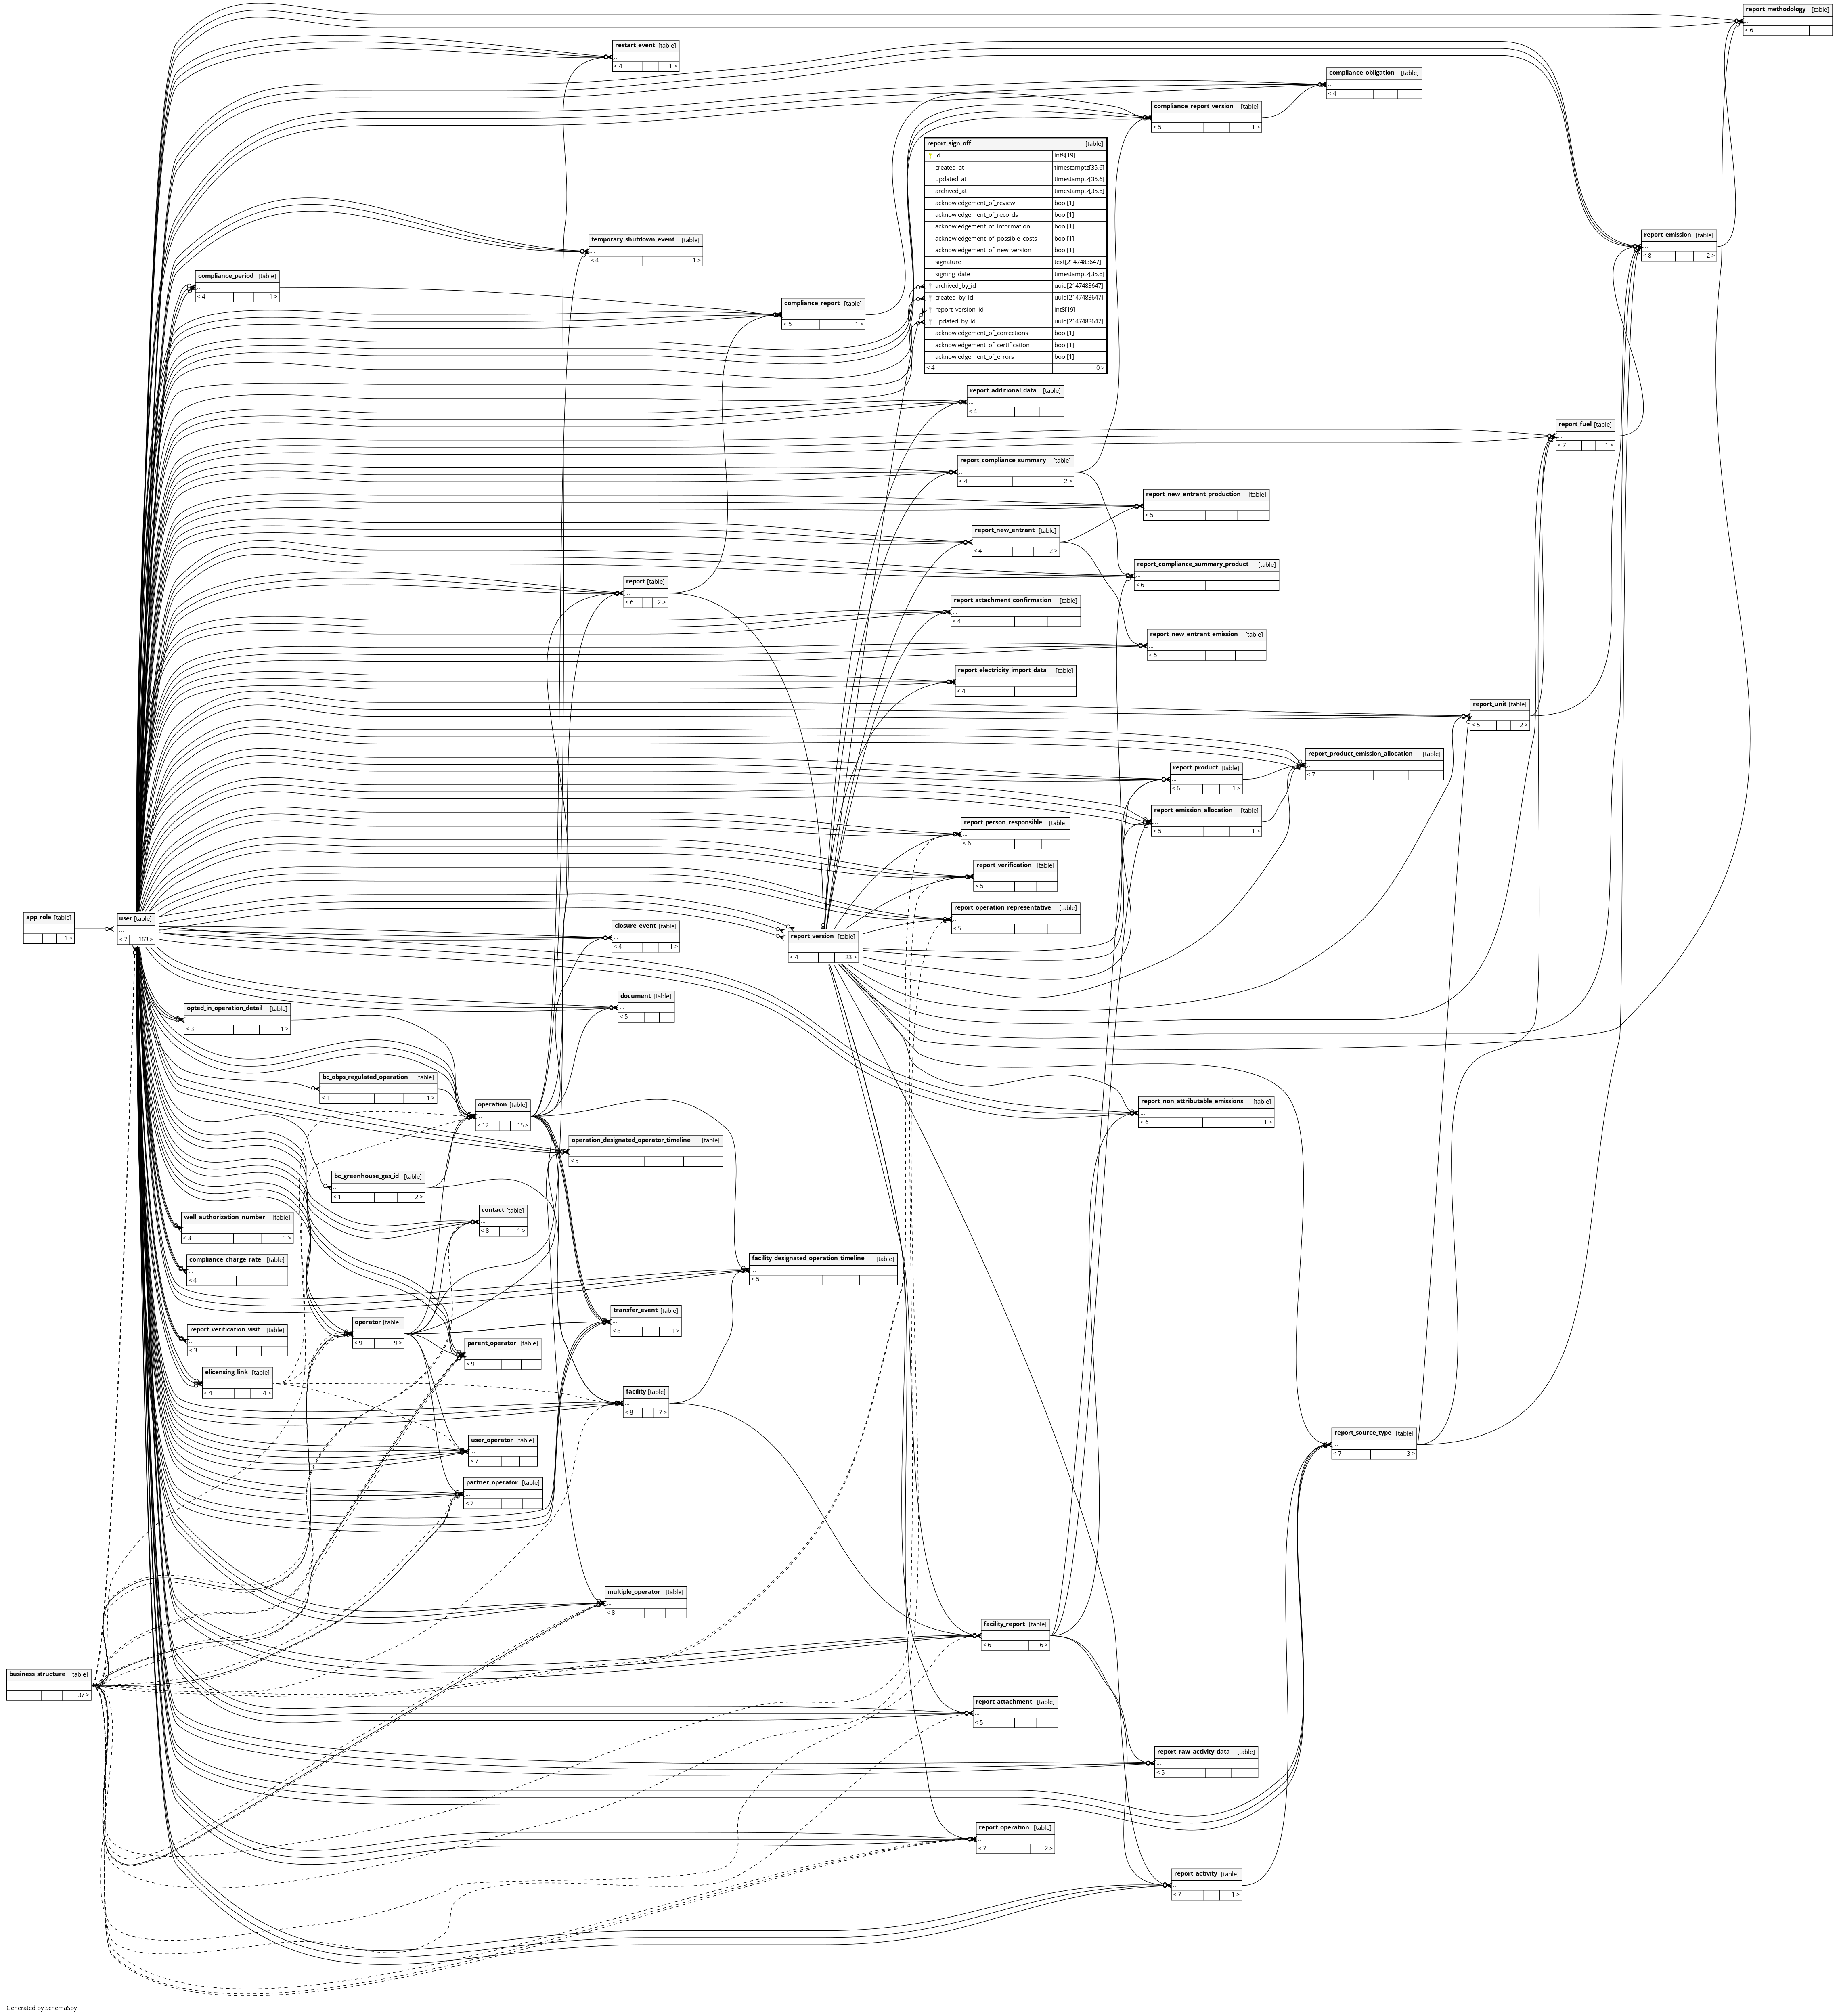 report_methodology [table]
...
< 6
restart_event [table]
...
< 4 1 >
compliance_obligation [table]
...
< 4
compliance_report_version [table]
...
< 5 1 >
report_sign_off [table]
id int8[19]
created_at timestamptz[35,6]
updated_at timestamptz[35,6]
archived_at timestamptz[35,6]
acknowledgement_of_review bool[1]
acknowledgement_of_records bool[1]
acknowledgement_of_information bool[1]
acknowledgement_of_possible_costs bool[1]
acknowledgement_of_new_version bool[1]
signature text[2147483647]
signing_date timestamptz[35,6]
archived_by_id uuid[2147483647]
created_by_id uuid[2147483647]
report_version_id int8[19]
updated_by_id uuid[2147483647]
acknowledgement_of_corrections bool[1]
acknowledgement_of_certification bool[1]
acknowledgement_of_errors bool[1]
< 4 0 >
report_emission [table]
...
< 8 2 >
temporary_shutdown_event [table]
...
< 4 1 >
compliance_period [table]
...
< 4 1 >
compliance_report [table]
...
< 5 1 >
report_additional_data [table]
...
< 4
report_fuel [table]
...
< 7 1 >
report_compliance_summary [table]
...
< 4 2 >
report_new_entrant_production [table]
...
< 5
report_new_entrant [table]
...
< 4 2 >
report_compliance_summary_product [table]
...
< 6
report [table]
...
< 6 2 >
report_attachment_confirmation [table]
...
< 4
report_new_entrant_emission [table]
...
< 5
report_electricity_import_data [table]
...
< 4
report_unit [table]
...
< 5 2 >
report_product_emission_allocation [table]
...
< 7
report_product [table]
...
< 6 1 >
report_emission_allocation [table]
...
< 5 1 >
report_person_responsible [table]
...
< 6
report_verification [table]
...
< 5
report_operation_representative [table]
...
< 5
app_role [table]
...
1 >
user [table]
...
< 7 163 >
closure_event [table]
...
< 4 1 >
report_version [table]
...
< 4 23 >
document [table]
...
< 5
opted_in_operation_detail [table]
...
< 3 1 >
bc_obps_regulated_operation [table]
...
< 1 1 >
operation [table]
...
< 12 15 >
report_non_attributable_emissions [table]
...
< 6 1 >
operation_designated_operator_timeline [table]
...
< 5
bc_greenhouse_gas_id [table]
...
< 1 2 >
contact [table]
...
< 8 1 >
well_authorization_number [table]
...
< 3 1 >
compliance_charge_rate [table]
...
< 4
facility_designated_operation_timeline [table]
...
< 5
transfer_event [table]
...
< 8 1 >
operator [table]
...
< 9 9 >
report_verification_visit [table]
...
< 3
parent_operator [table]
...
< 9
elicensing_link [table]
...
< 4 4 >
facility [table]
...
< 8 7 >
report_source_type [table]
...
< 7 3 >
user_operator [table]
...
< 7
partner_operator [table]
...
< 7
multiple_operator [table]
...
< 8
facility_report [table]
...
< 6 6 >
business_structure [table]
...
37 >
report_attachment [table]
...
< 5
report_raw_activity_data [table]
...
< 5
report_operation [table]
...
< 7 2 >
report_activity [table]
...
< 7 1 >
Generated by SchemaSpy